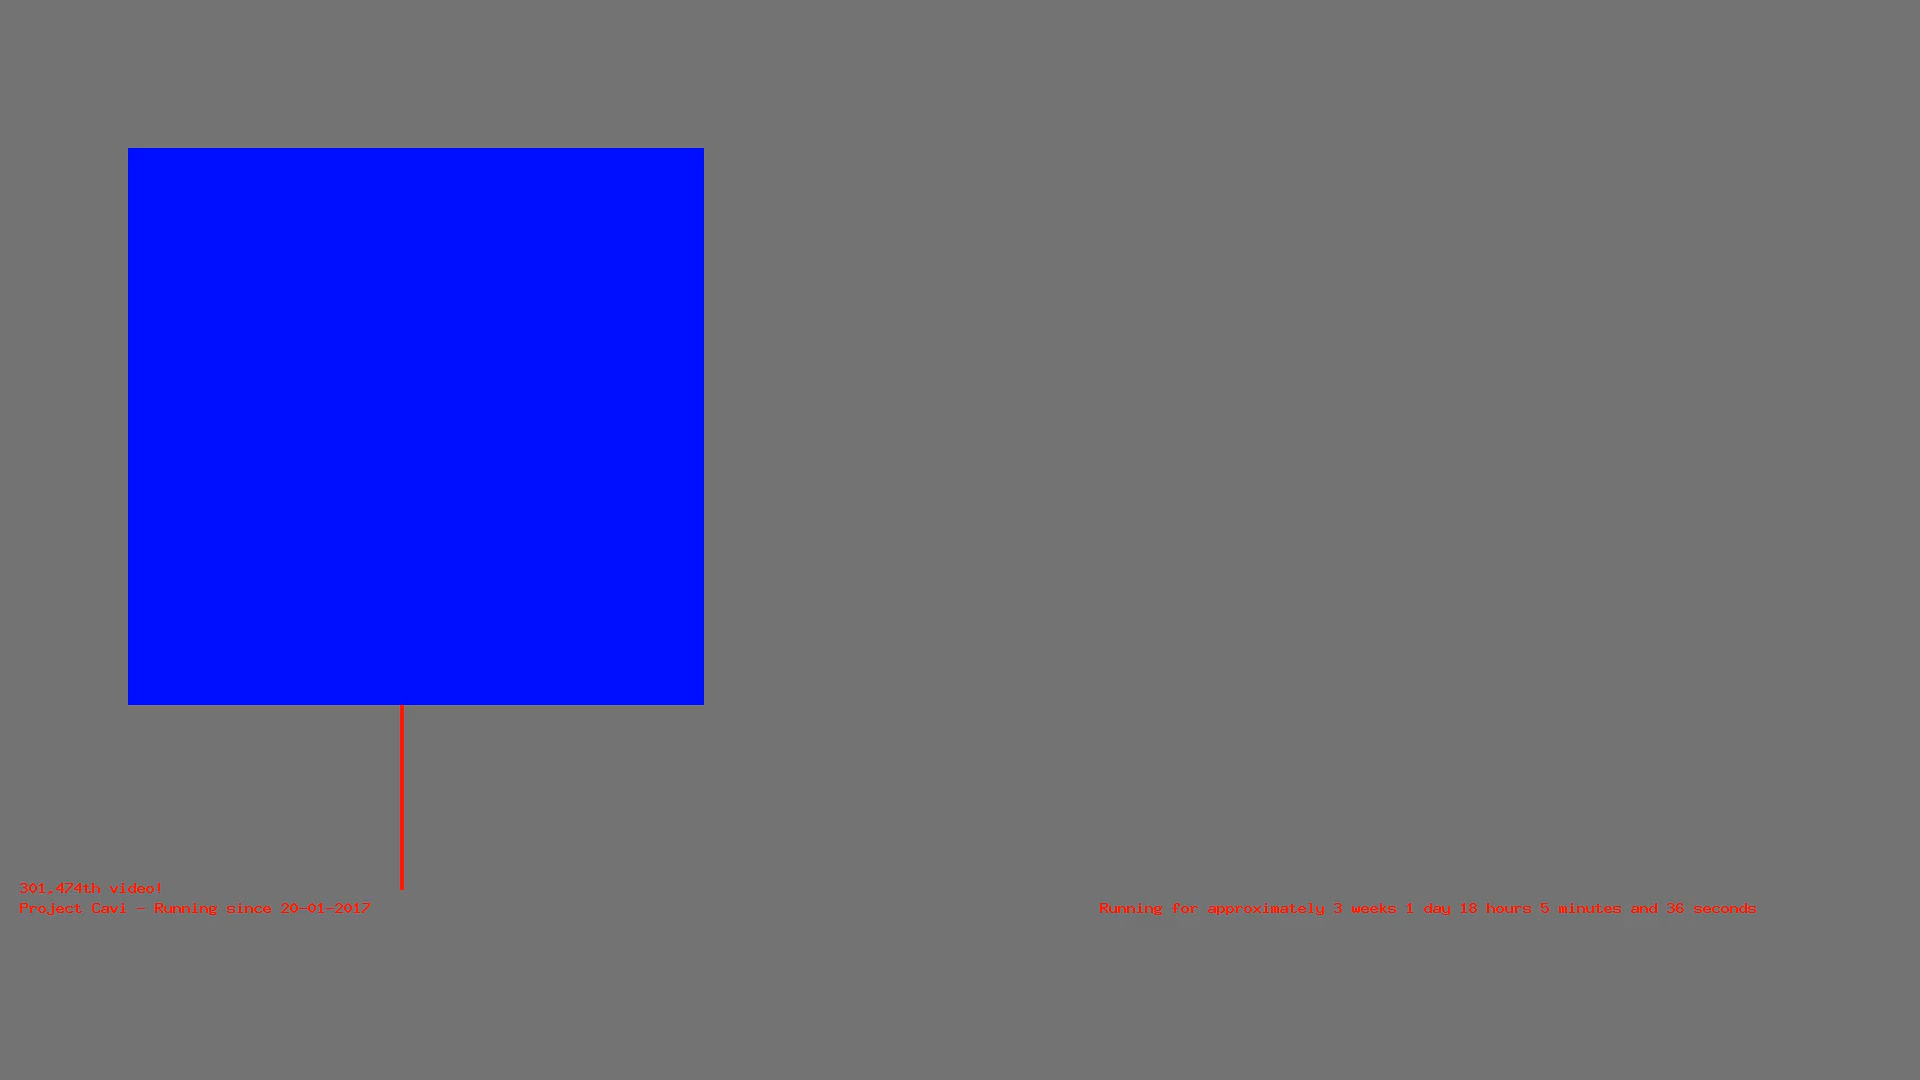 301.474th video!
Project Cavi - Running since 20-01-2017
Running for approximately 3 weeks 1 day 18 hours 5 minutes and 36 seconds